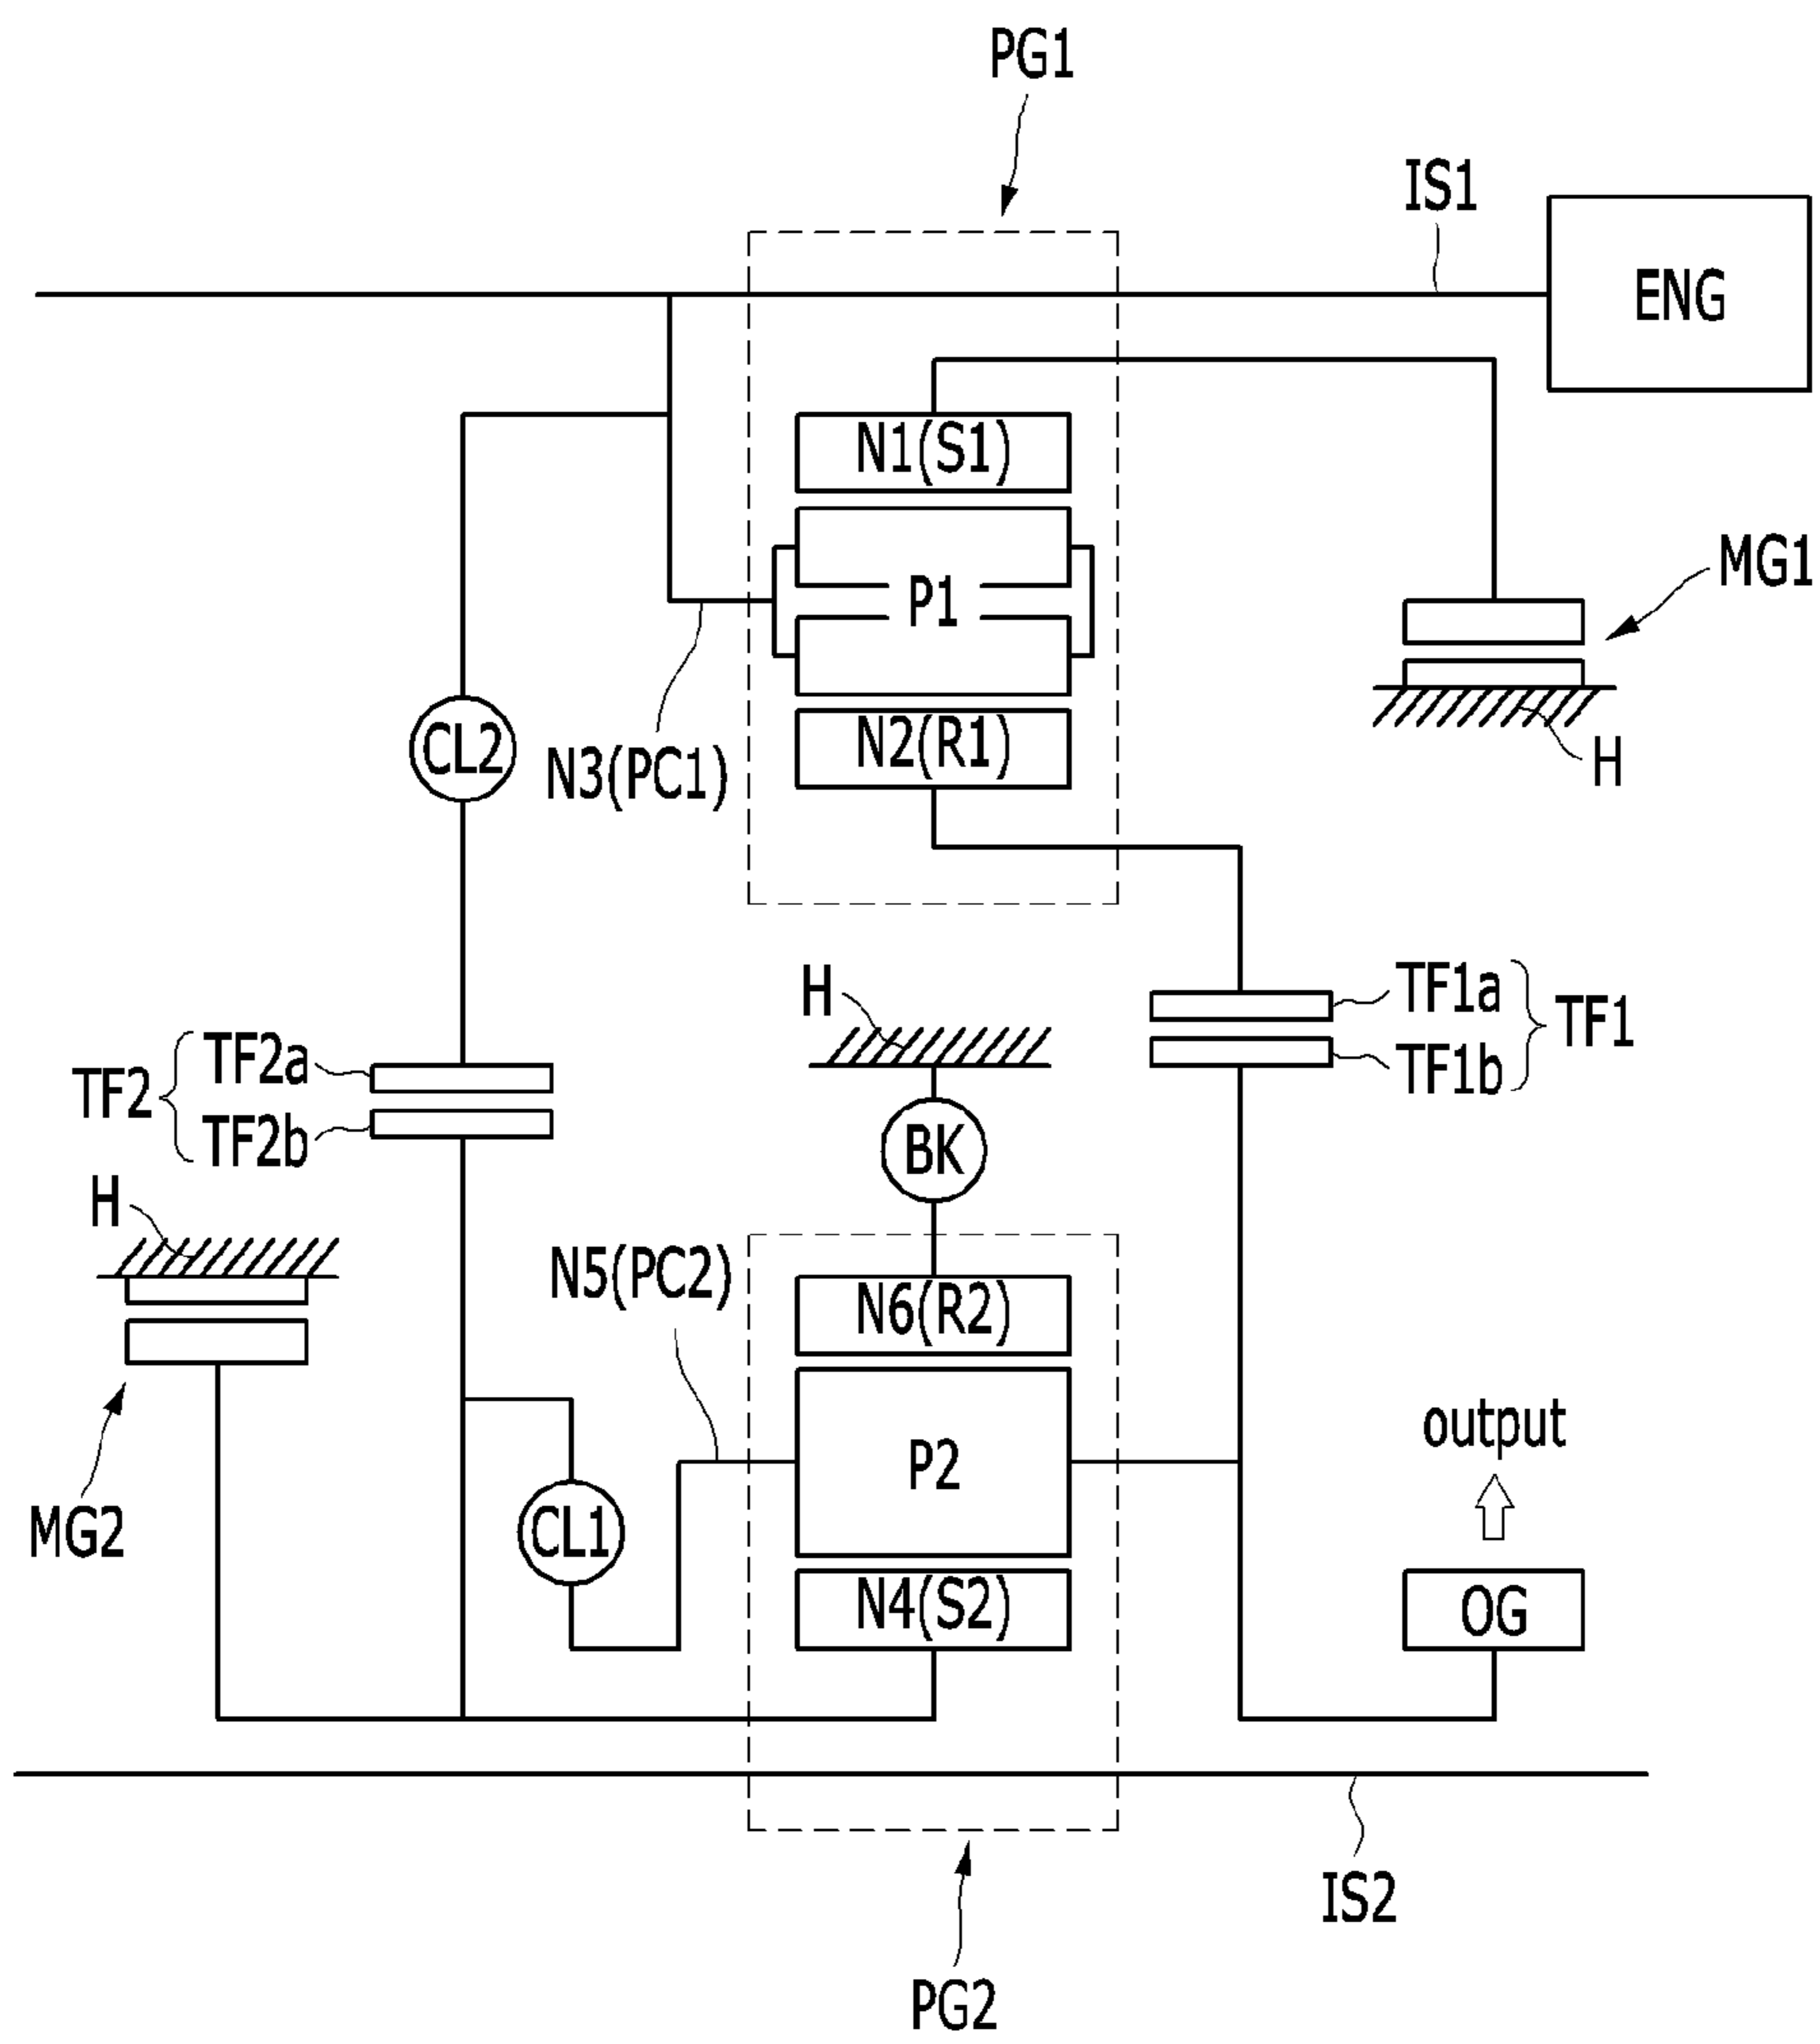 PG1
IS1
ENG
N1(S1)
MG1
P1
CL2
N3(PC1)
N2(R1)
H
H
TF1a
TF1
TF1b
TF2a
TF2
TF2b
BK
H
N5(PC2)
N6(R2)
output
P2
MG2
CL1
N4(S2)
OG
IS2
PG2